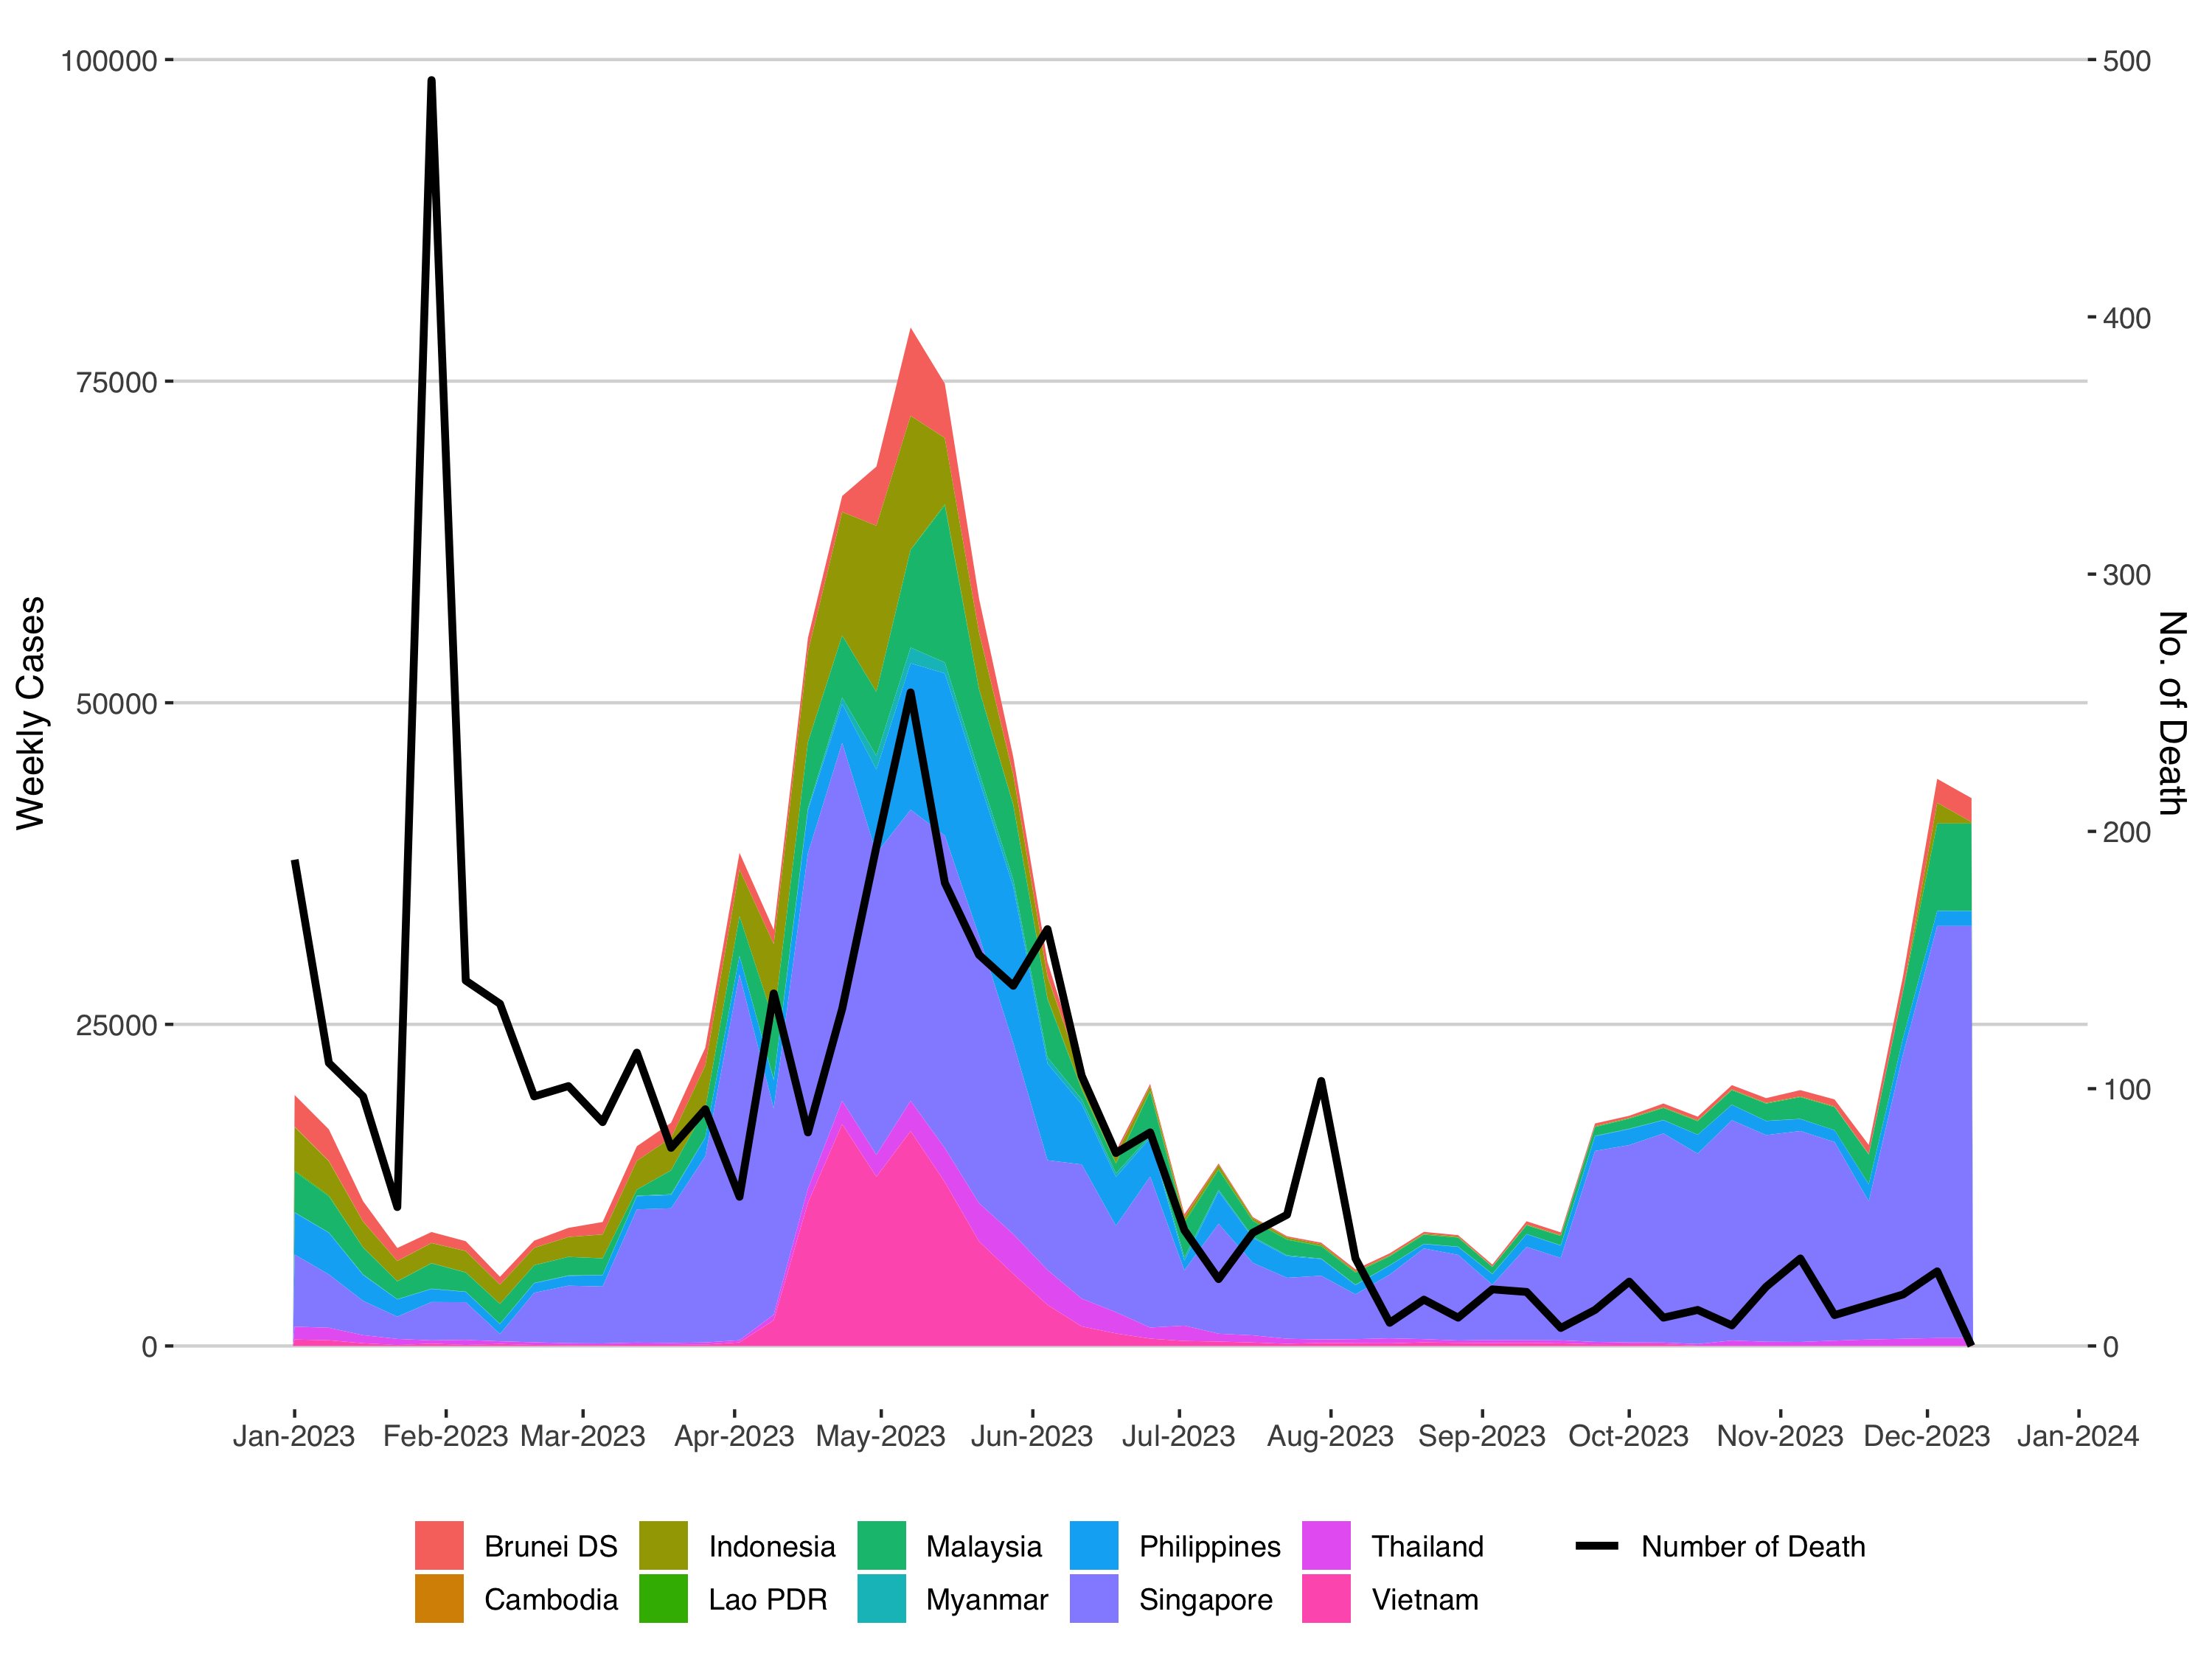 100000
75000
50000
25000
0
Weekly Cases
500
400
300
200
100
0
No. of Death
Jan-2023 Feb-2023 Mar-2023 Apr-2023 May-2023 Jun-2023 Jul-2023 Aug-2023 Sep-2023 Oct-2023 Nov-2023 Dec-2023 Jan-2024
Brunei DS Indonesia Malaysia Philippines Thailand Number of Death
Cambodia Lao PDR Myanmar Singapore Vietnam